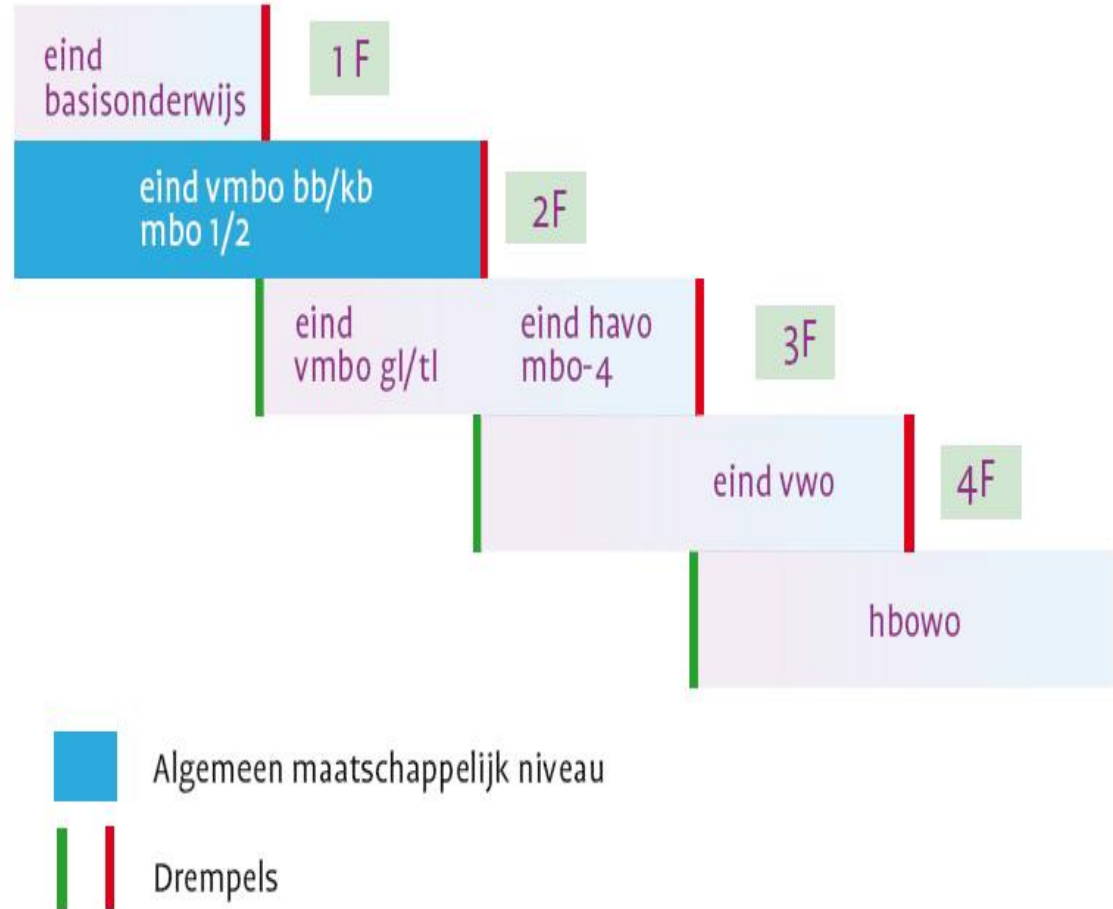 eind
basisonderwijs
1 F
eind vmbo bb/kb
mbo 1/2
2F
eind
vmbo gl/tl
eind havo
mbo-4
3F
eind vwo
4F
hbowo
Algemeen maatschappelijk niveau
Drempels